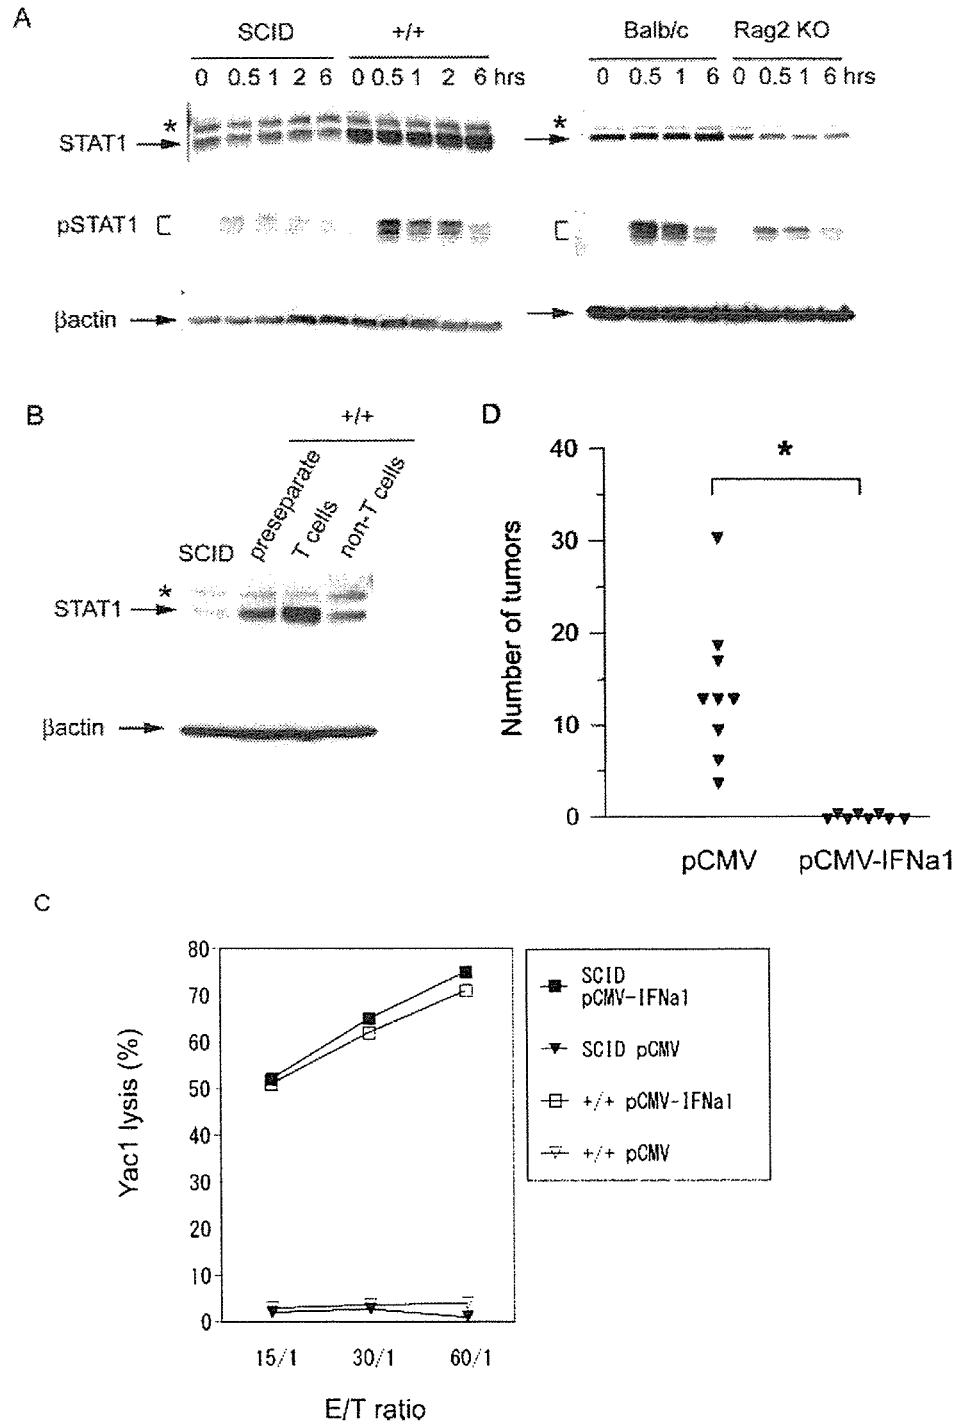 A
SCID +/+ Balb/c Rag2 KO
0 0.5 1 2 6 0 0.5 1 2 6 hrs 0 0.5 1 6 0 0.5 1 6 hrs
*
STAT1
*
pSTAT1
βactin
B
+/+
SCID preseparate T cells non-T cells
*
STAT1
βactin
D
*
40
30
20
10
0
Number of tumors
pCMV pCMV-IFNa1
C
80
70
60
50
40
30
20
10
0
Yac1 lysis (%)
15/1 30/1 60/1
E/T ratio
SCID
pCMV-IFNa1
SCID pCMV
+/+ pCMV-IFNa1
+/+ pCMV